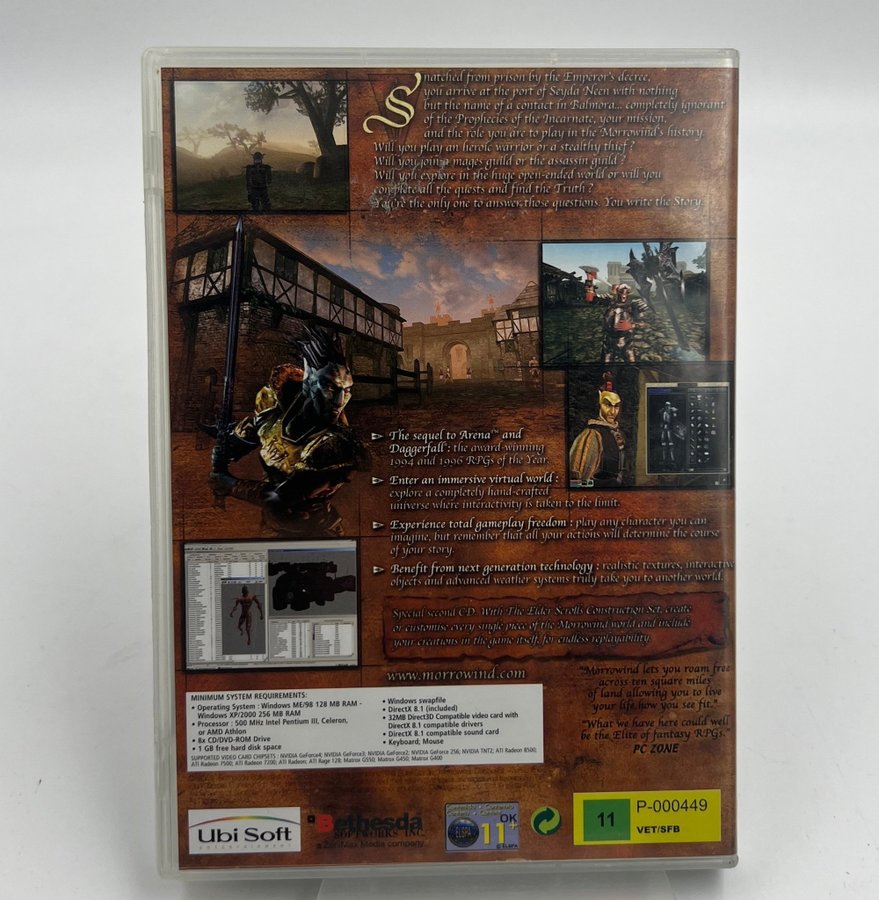 Snatched from prison by the Emperor's decree,
you arrive at the port of Seyda Neen with nothing
but the name of a contact in Balmora... completely ignorant
of the Prophecies of the Incarnate, your mission,
and the role you are to play in the Morrowind's history.
Will you play an heroic warrior or a stealthy thief ?
Will you join a mages guild or the assassin guild ?
Will you explore in the huge open-ended world or will you
complete all the quests and find the Truth ?
You're the only one to answer those questions. You write the Story.
The sequel to Arena™ and
Daggerfall : the award-winning
1994 and 1996 RPGs of the Year.
Enter an immersive virtual world :
explore a completely hand-crafted
universe where interactivity is taken to the limit.
Experience total gameplay freedom : play any character you can
imagine, but remember that all your actions will determine the course
of your story.
Benefit from next generation technology : realistic textures, interactive
objects and advanced weather systems truly take you to another world.
Special second CD. With The Elder Scrolls Construction Set, create
or customise every single piece of the Morrowind world and include
your creations in the game itself, for endless replayability.
www.morrowind.com
"Morrowind lets you roam free
across ten square miles
of land allowing you to live
your life how you see fit."
"What we have here could well
be the Elite of fantasy RPGs."
PC ZONE
MINIMUM SYSTEM REQUIREMENTS:
• Operating System : Windows ME/98 128 MB RAM -
Windows XP/2000 256 MB RAM
• Processor : 500 MHz Intel Pentium III, Celeron,
or AMD Athlon
• 8x CD/DVD-ROM Drive
• 1 GB free hard disk space
• Windows swapfile
• DirectX 8.1 (included)
• 32MB Direct3D Compatible video card with
DirectX 8.1 compatible drivers
• DirectX 8.1 compatible sound card
• Keyboard; Mouse
SUPPORTED VIDEO CARD CHIPSETS : NVIDIA GeForce4; NVIDIA GeForce3; NVIDIA GeForce2; NVIDIA GeForce 256; NVIDIA TNT2; ATI Radeon 8500;
ATI Radeon 7500; ATI Radeon 7200; ATI Radeon; ATI Rage 128; Matrox G550; Matrox G450; Matrox G400
Ubi Soft
entertainment
Bethesda
SOFTWORKS INC.
a ZeniMax Media company
ELSPA
11+
OK
© ELSPA
11
P-000449
VET/SFB